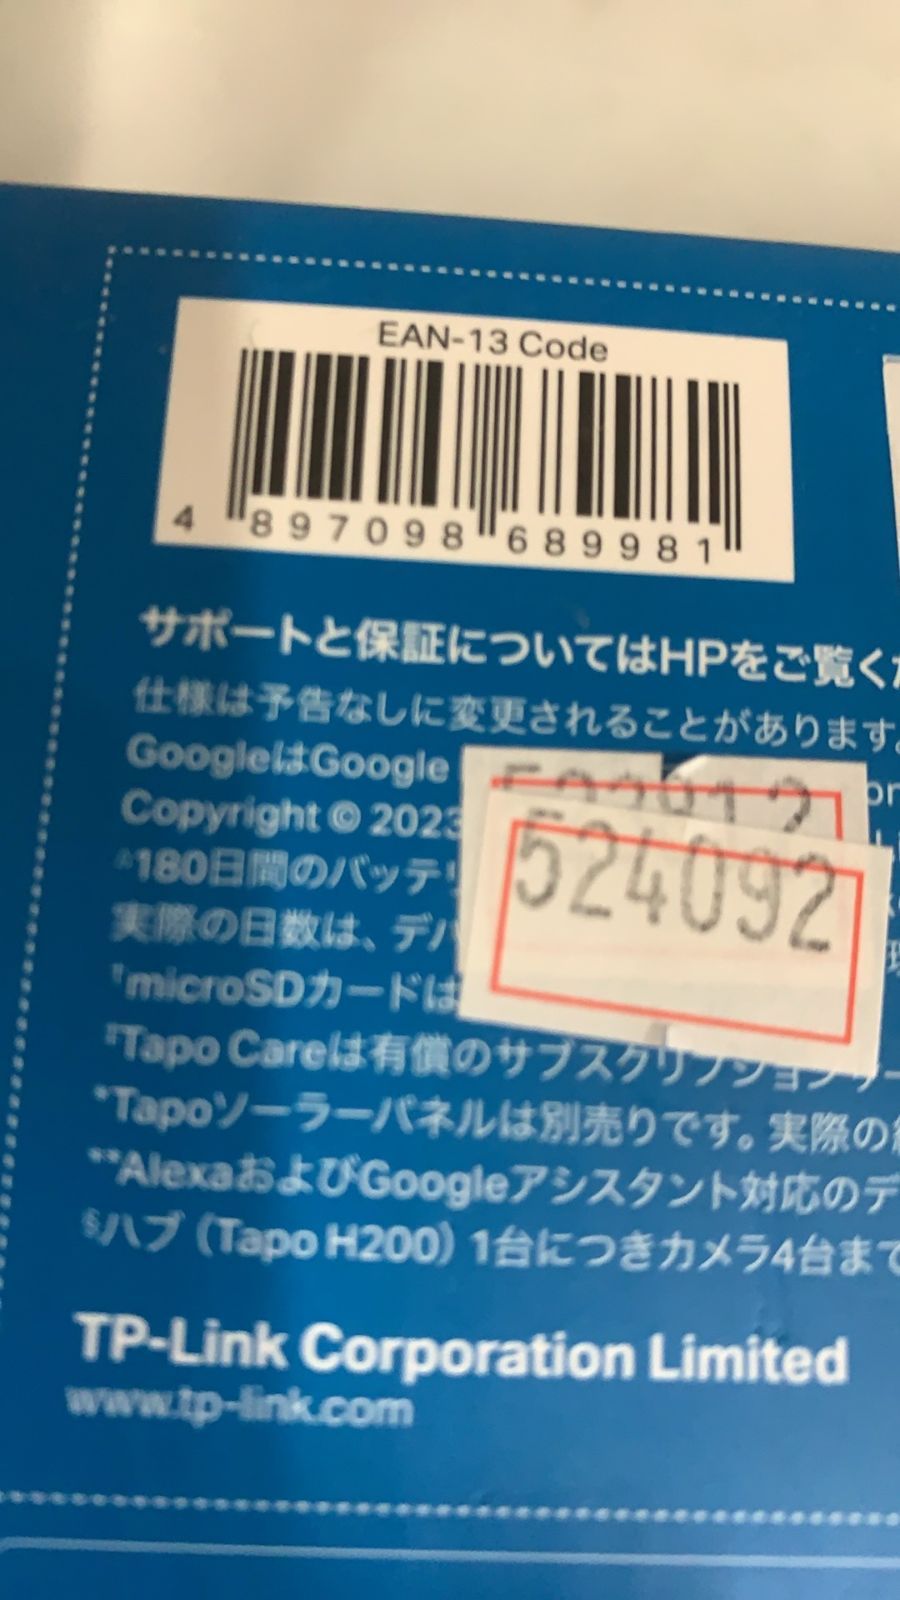 EAN-13 Code
4 897098 689981
サポートと保証についてはHPをご覧く
仕様は予告なしに変更されることがあります。
GoogleはGoogle
Copyright © 2023
524092
180日間のバッテリ
実際の日数は、デバ
†microSDカードは
‡Tapo Careは有償のサブスクリプション
*Tapoソーラーパネルは別売りです。実際の
**AlexaおよびGoogleアシスタント対応のデ
§ハブ（Tapo H200）1台につきカメラ4台まで
TP-Link Corporation Limited
www.tp-link.com